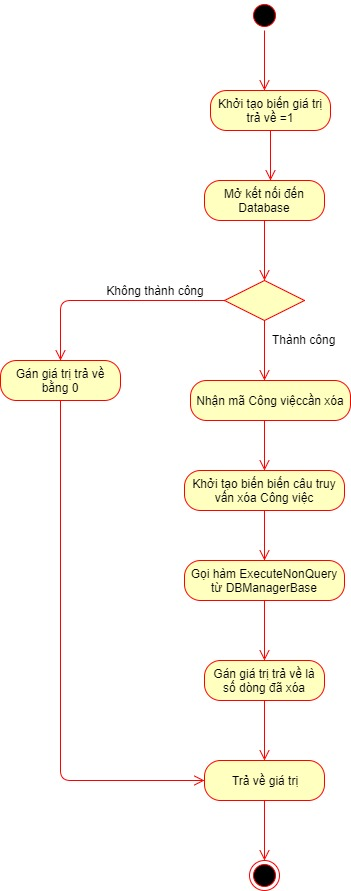 Khởi tạo biến giá trị
trả về =1
Mở kết nối đến
Database
Không thành công
Thành công
Gán giá trị trả về
bằng 0
Nhận mã Công việccần xóa
Khởi tạo biến biến câu truy
vấn xóa Công việc
Gọi hàm ExecuteNonQuery
từ DBManagerBase
Gán giá trị trả về là
số dòng đã xóa
Trả về giá trị